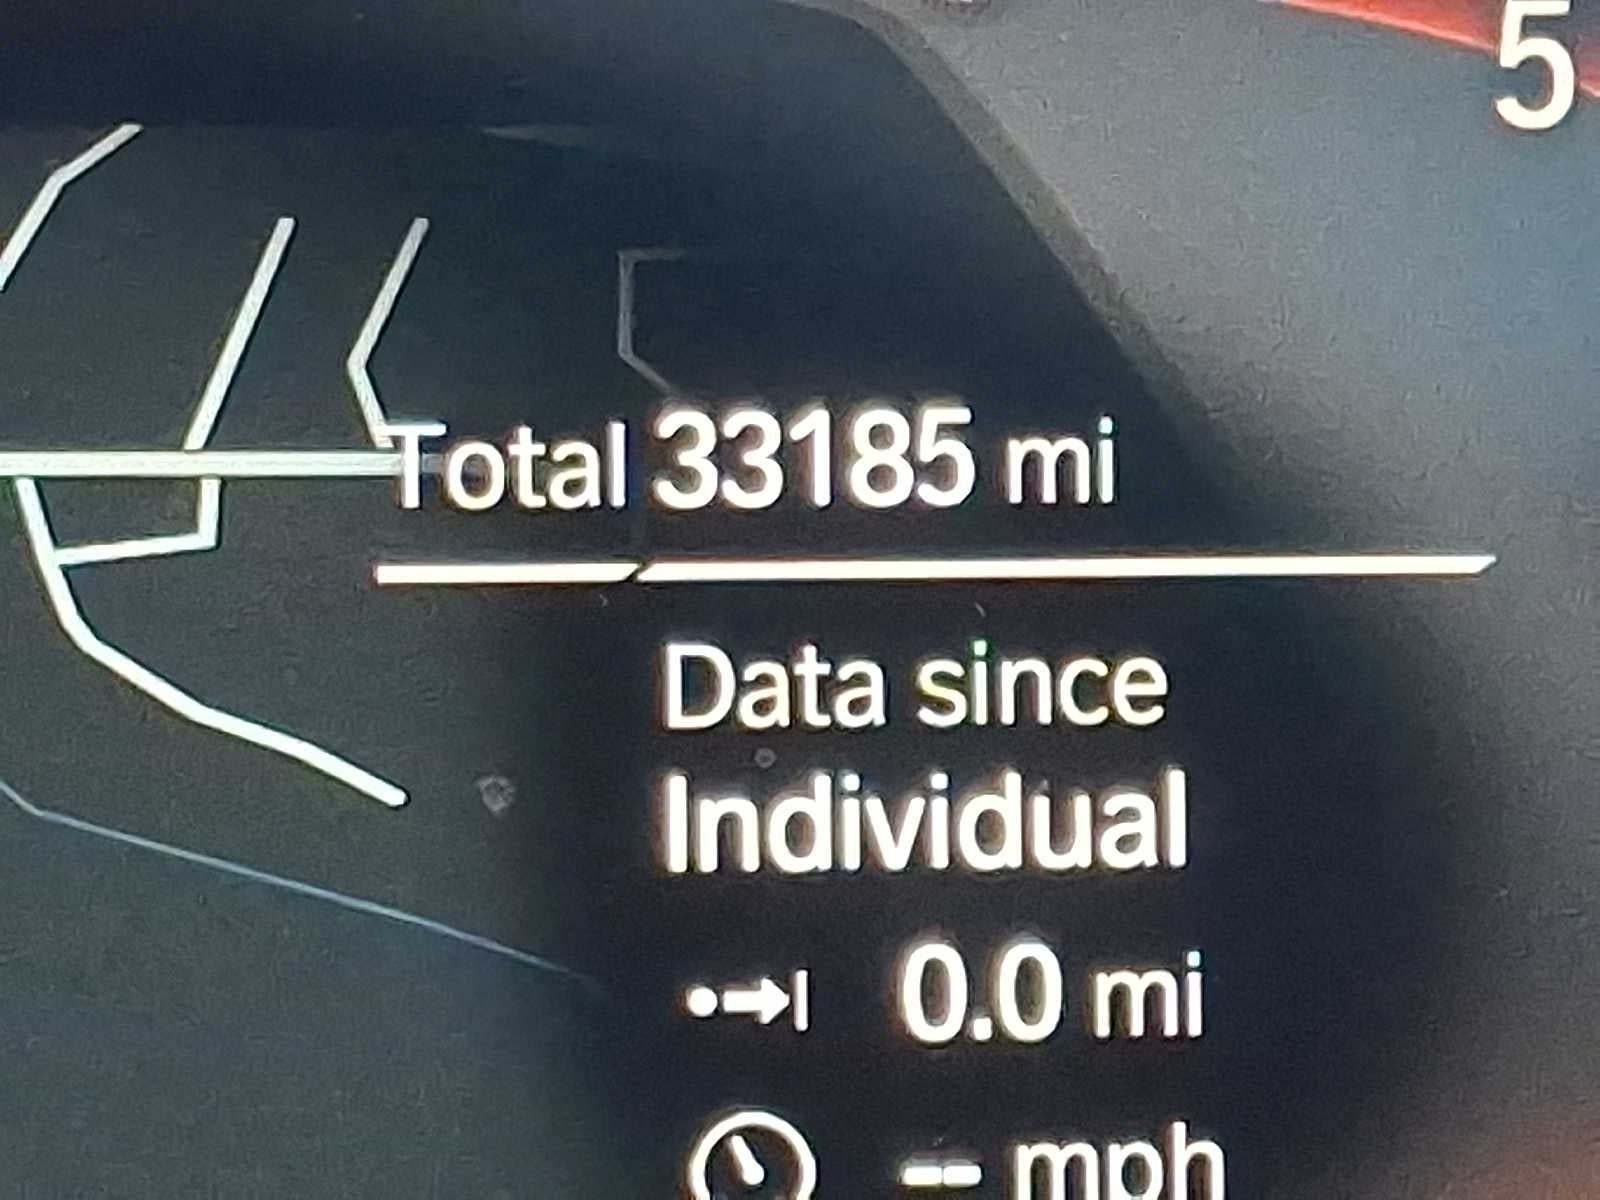 5
Total 33185 mi
Data since
Individual
0.0 mi
-- mph